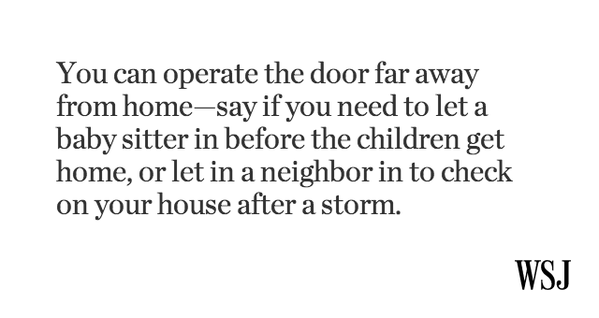 You can operate the door far away
from home—say if you need to let a
baby sitter in before the children get
home, or let in a neighbor in to check
on your house after a storm.
WSJ